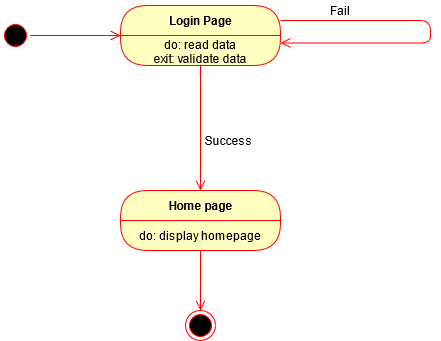 Login Page
Fail
do: read data
exit: validate data
Success
Home page
do: display homepage